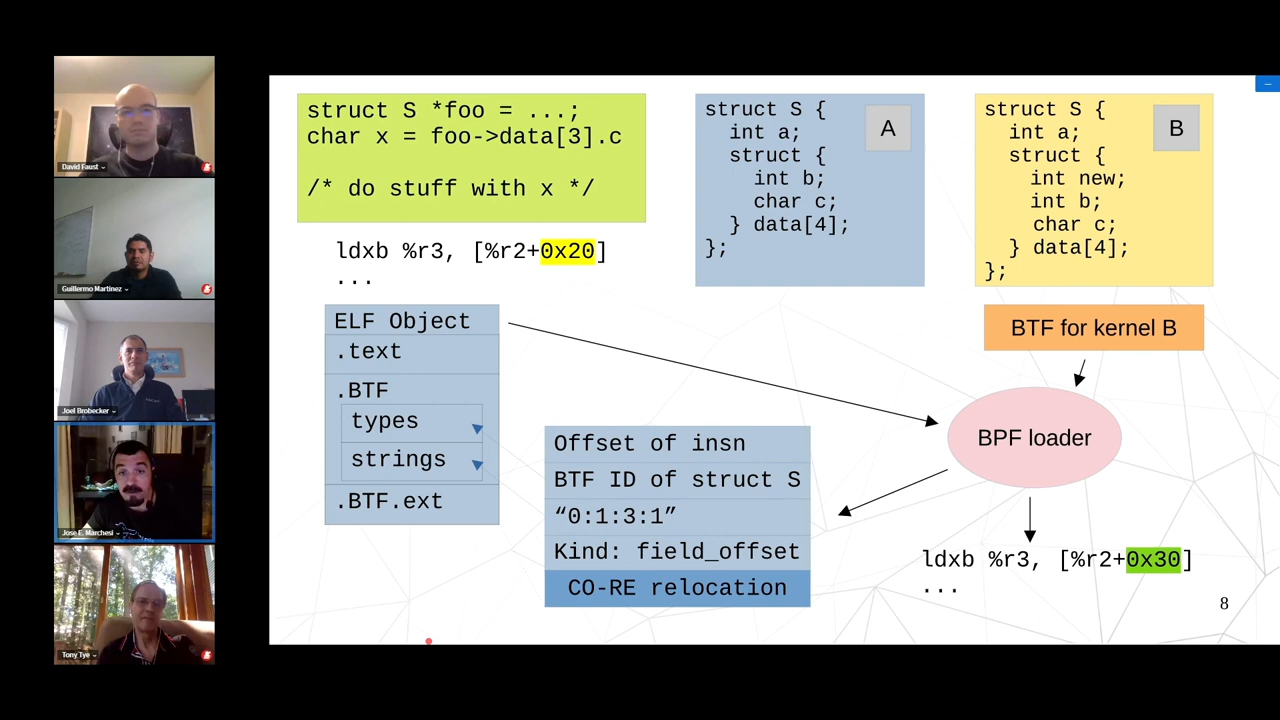 David Faust
Guillermo Martinez
Joel Brobecker
Jose E. Marchesi
Tony Tye
struct S *foo = ...;
char x = foo->data[3].c
/* do stuff with x */
ldxb %r3, [%r2+0x20]
...
struct S {
int a;
struct {
int b;
char c;
} data[4];
};
A
struct S {
int a;
struct {
int new;
int b;
char c;
} data[4];
};
B
ELF Object
.text
.BTF
types
strings
.BTF.ext
Offset of insn
BTF ID of struct S
“0:1:3:1”
Kind: field_offset
CO-RE relocation
BTF for kernel B
BPF loader
ldxb %r3, [%r2+0x30]
...
8